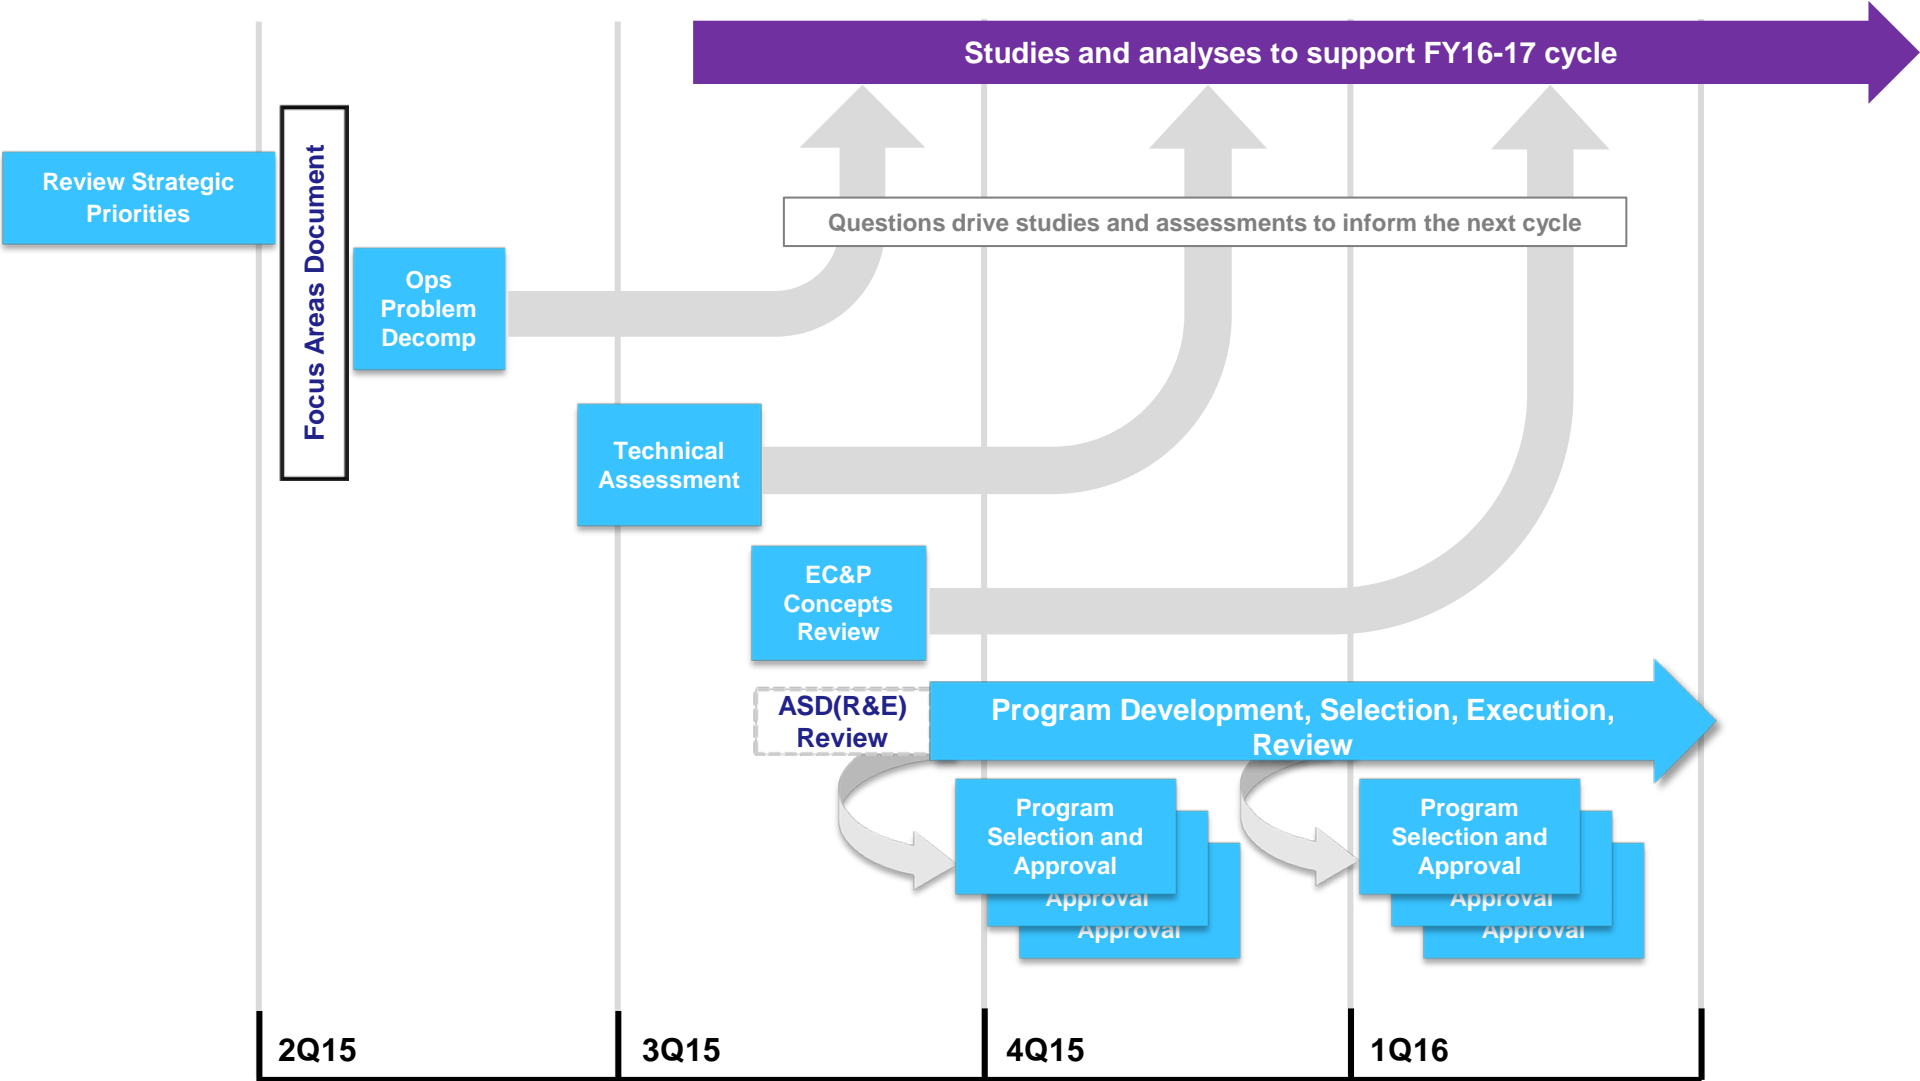 Studies and analyses to support FY16-17 cycle
Review Strategic
Priorities
Focus Areas Document
Questions drive studies and assessments to inform the next cycle
Ops
Problem
Decomp
Technical
Assessment
EC&P
Concepts
Review
ASD(R&E)
Review
Program Development, Selection, Execution,
Review
Program
Selection and
Approval
Approval
Approval
Program
Selection and
Approval
Approval
Approval
2Q15
3Q15
4Q15
1Q16